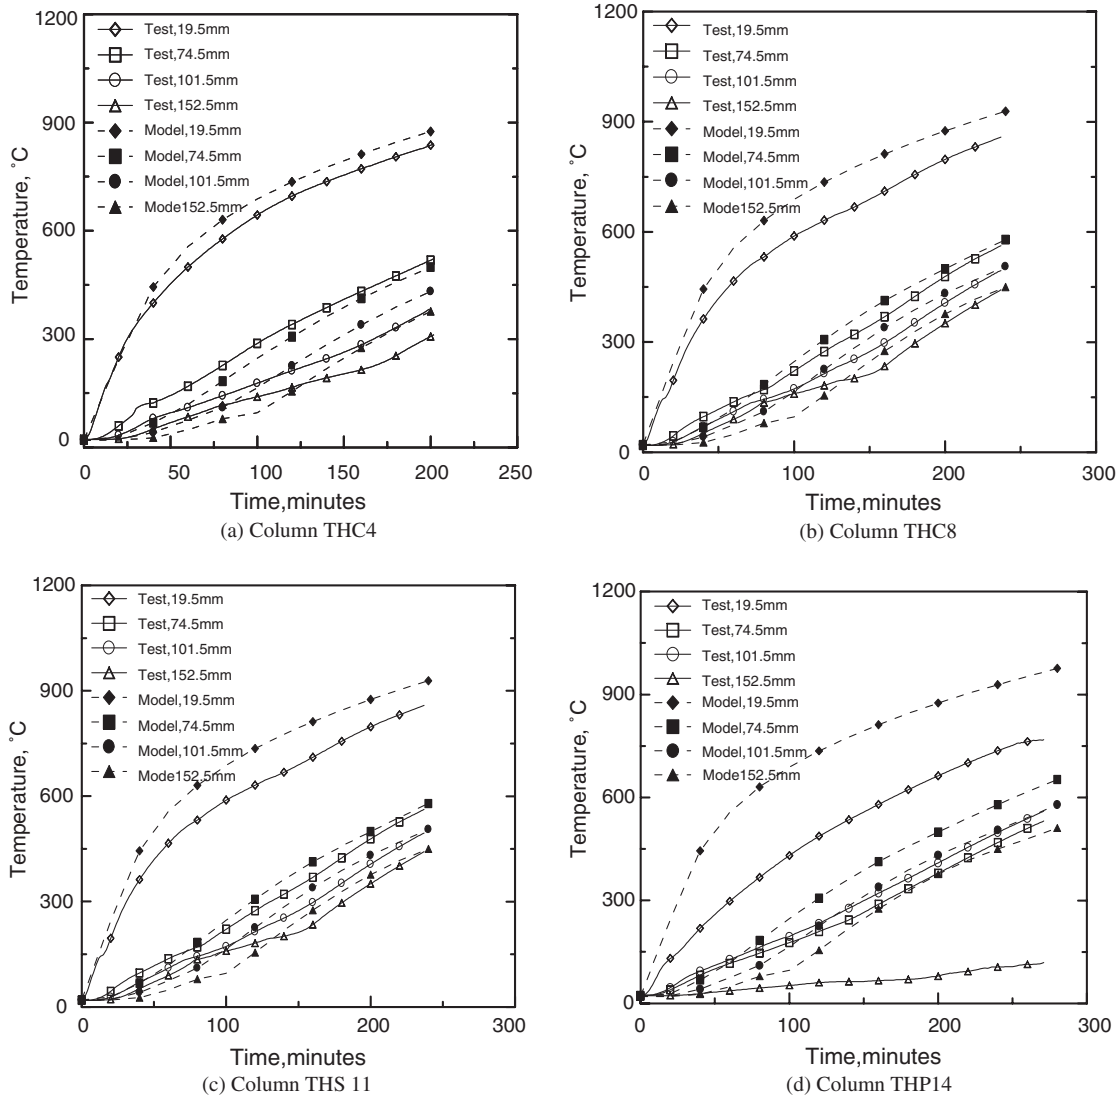 1200
900
600
300
0
Temperature, °C
Test,19.5mm
Test,74.5mm
Test,101.5mm
Test,152.5mm
Model,19.5mm
Model,74.5mm
Model,101.5mm
Mode152.5mm
0 50 100 150 200 250
Time,minutes
(a) Column THC4
1200
900
600
300
0
Temperature, °C
Test,19.5mm
Test,74.5mm
Test,101.5mm
Test,152.5mm
Model,19.5mm
Model,74.5mm
Model,101.5mm
Mode152.5mm
0 100 200 300
Time,minutes
(b) Column THC8
1200
900
600
300
0
Temperature, °C
Test,19.5mm
Test,74.5mm
Test,101.5mm
Test,152.5mm
Model,19.5mm
Model,74.5mm
Model,101.5mm
Mode152.5mm
0 100 200 300
Time,minutes
(c) Column THS 11
1200
900
600
300
0
Temperature, °C
Test,19.5mm
Test,74.5mm
Test,101.5mm
Test,152.5mm
Model,19.5mm
Model,74.5mm
Model,101.5mm
Mode152.5mm
0 100 200 300
Time,minutes
(d) Column THP14